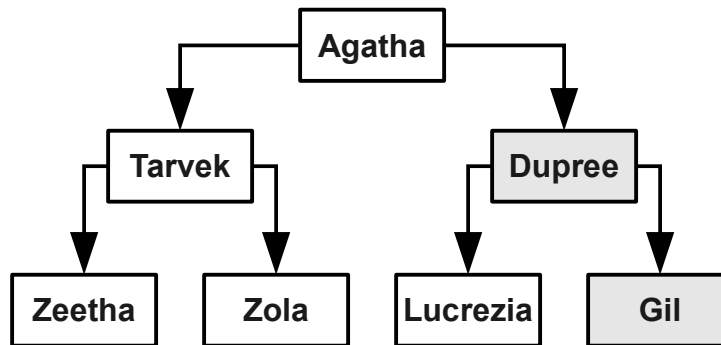 Agatha
Tarvek
Dupree
Zeetha
Zola
Lucrezia
Gil